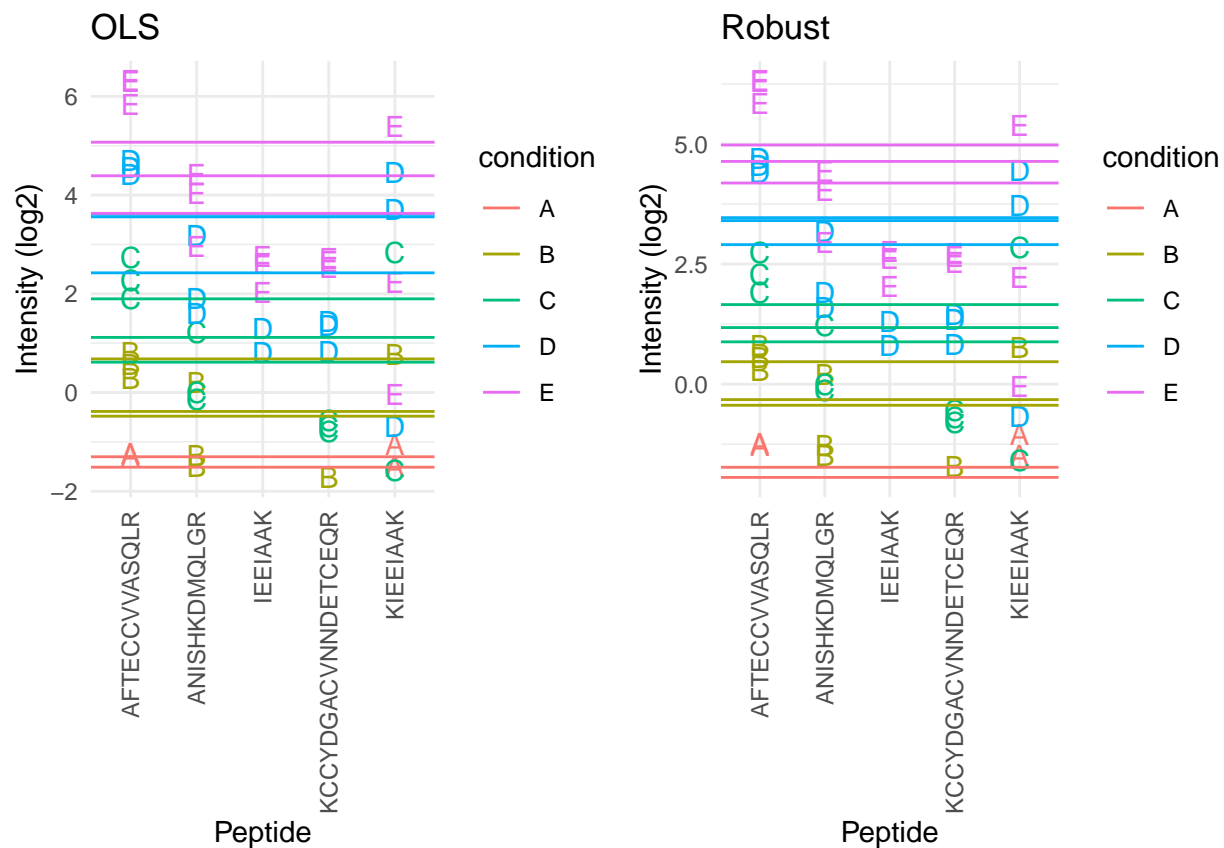 OLS
Intensity (log2)
6
4
2
0
−2
E
E
E
D
D
D
C
C
C
B
B
B
B
A
A
E
E
E
D
D
D
C
C
C
B
B
B
E
E
E
D
D
E
E
E
D
D
D
C
C
C
B
E
D
D
C
E
B
E
D
A
A
C
AFTECCVVASQLR
ANISHKDMQLGR
IEEIAAK
KCCYDGACVNNDETCEQR
KIEEIAAK
Peptide
condition
A
B
C
D
E
Robust
Intensity (log2)
5.0
2.5
0.0
E
E
E
D
D
D
C
C
C
B
B
B
B
A
A
E
E
E
D
D
D
C
C
C
B
B
B
E
E
E
D
D
E
E
E
D
D
D
C
C
C
B
E
D
D
C
E
B
E
D
A
A
C
AFTECCVVASQLR
ANISHKDMQLGR
IEEIAAK
KCCYDGACVNNDETCEQR
KIEEIAAK
Peptide
condition
A
B
C
D
E